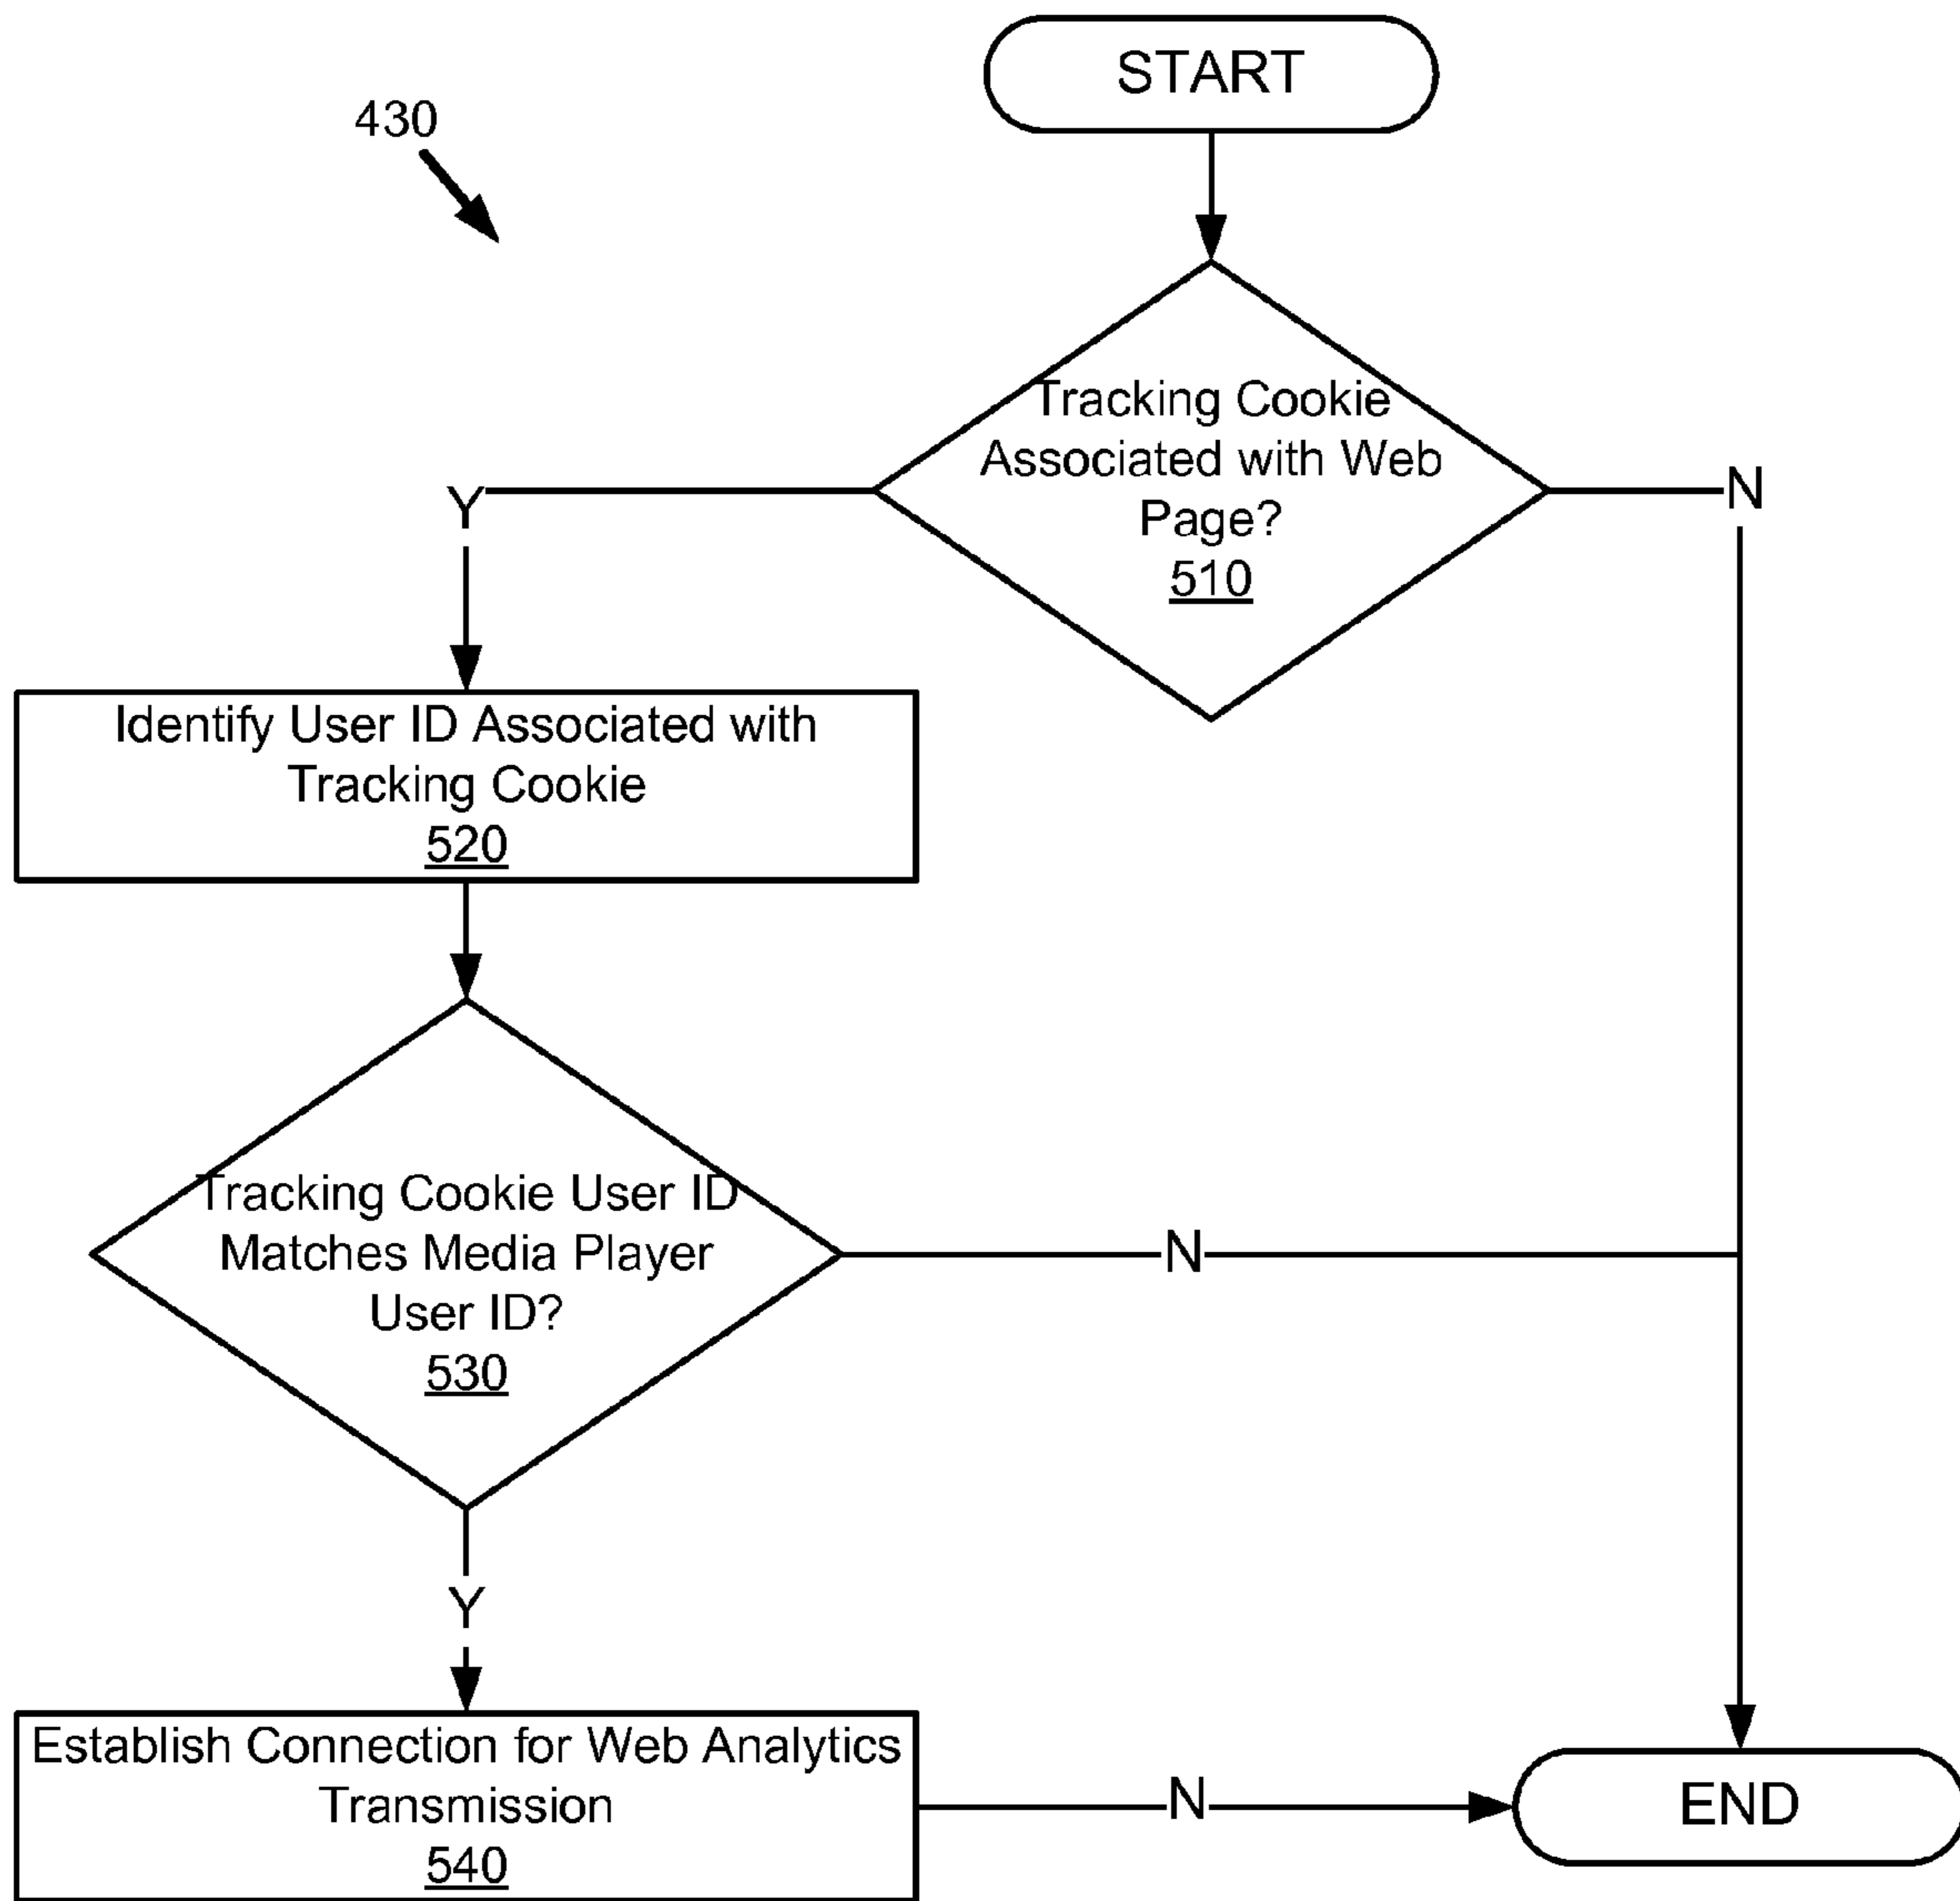 START
430
Tracking Cookie
Associated with Web
Page?
510
Y
N
Identify User ID Associated with
Tracking Cookie
520
Tracking Cookie User ID
Matches Media Player
User ID?
530
N
Y
Establish Connection for Web Analytics
Transmission
540
N
END